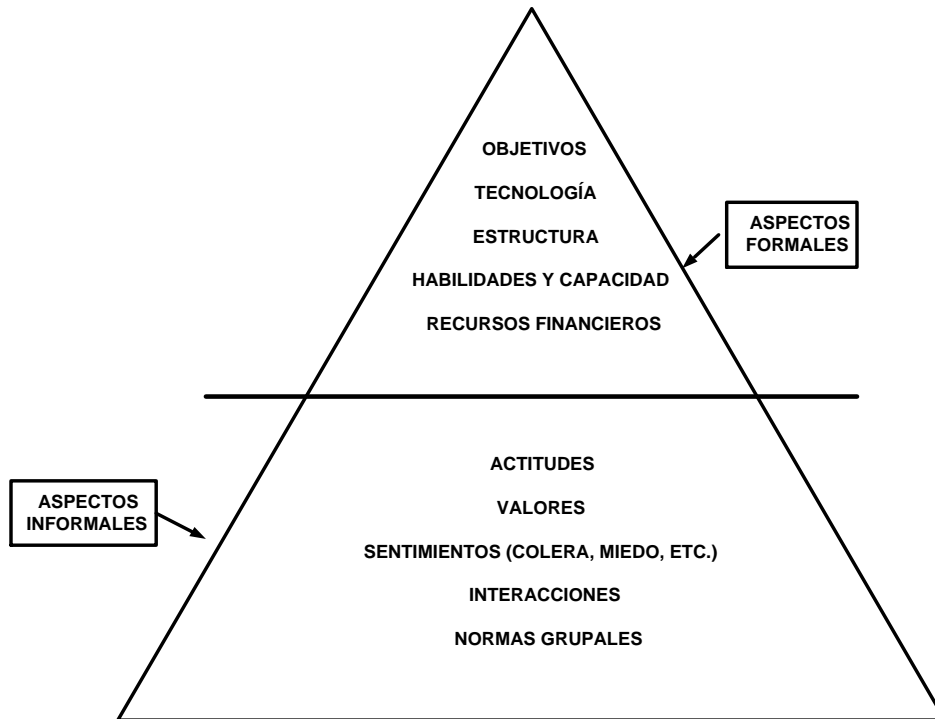 OBJETIVOS
TECNOLOGÍA
ESTRUCTURA
HABILIDADES Y CAPACIDAD
RECURSOS FINANCIEROS
ASPECTOS
FORMALES
ACTITUDES
VALORES
SENTIMIENTOS (COLERA, MIEDO, ETC.)
INTERACCIONES
NORMAS GRUPALES
ASPECTOS
INFORMALES